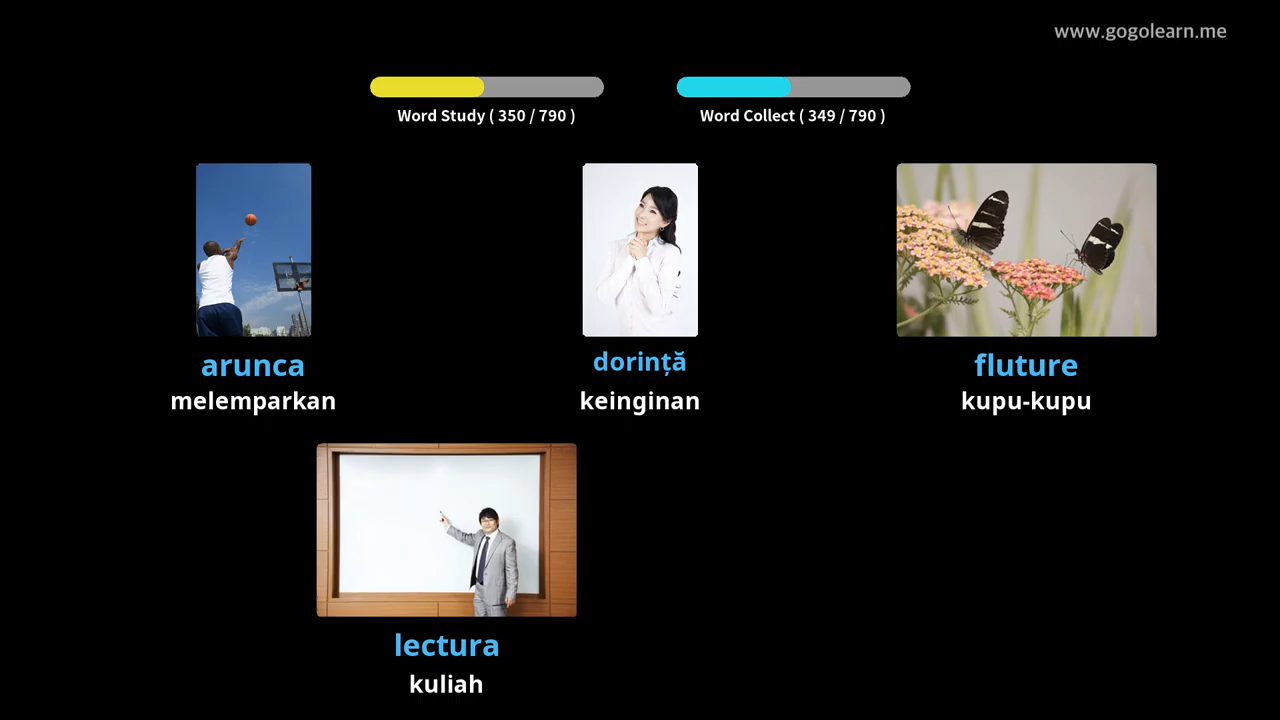 www.gogolearn.me
Word Study ( 350 / 790 )
Word Collect ( 349 / 790 )
arunca
melemparkan
dorință
keinginan
fluture
kupu-kupu
lectura
kuliah